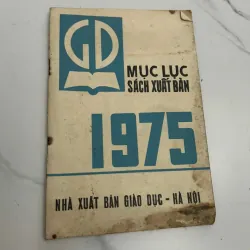 GD
MỤC LỤC
SÁCH XUẤT BẢN
1975
NHÀ XUẤT BẢN GIÁO DỤC - HÀ NỘI